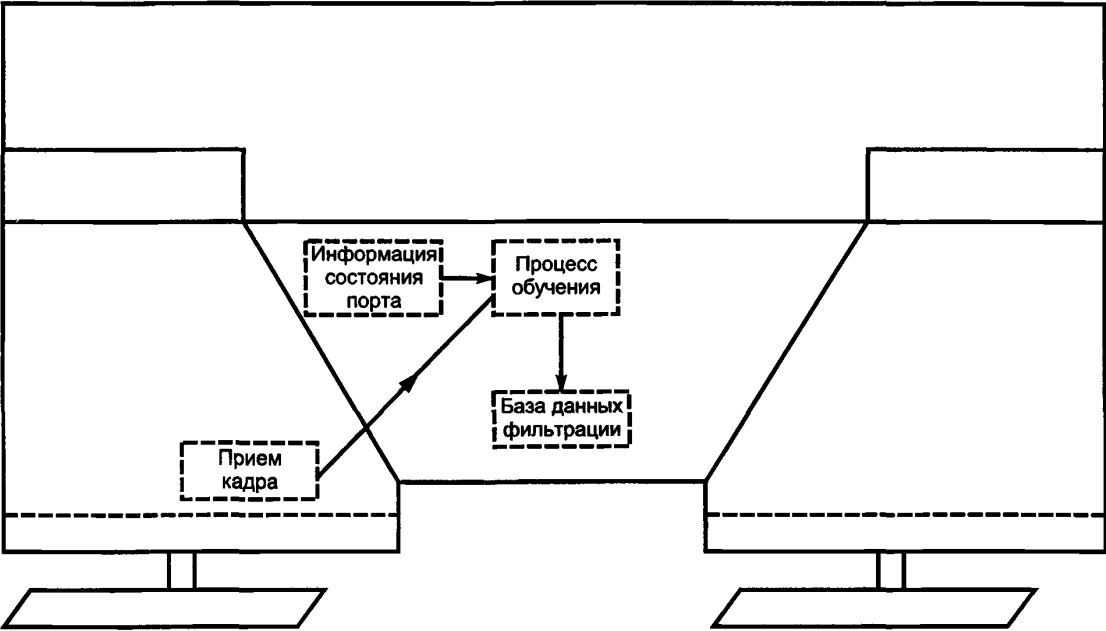 Информация
состояния
порта
Процесс
обучения
База данных
фильтрации
Прием
кадра